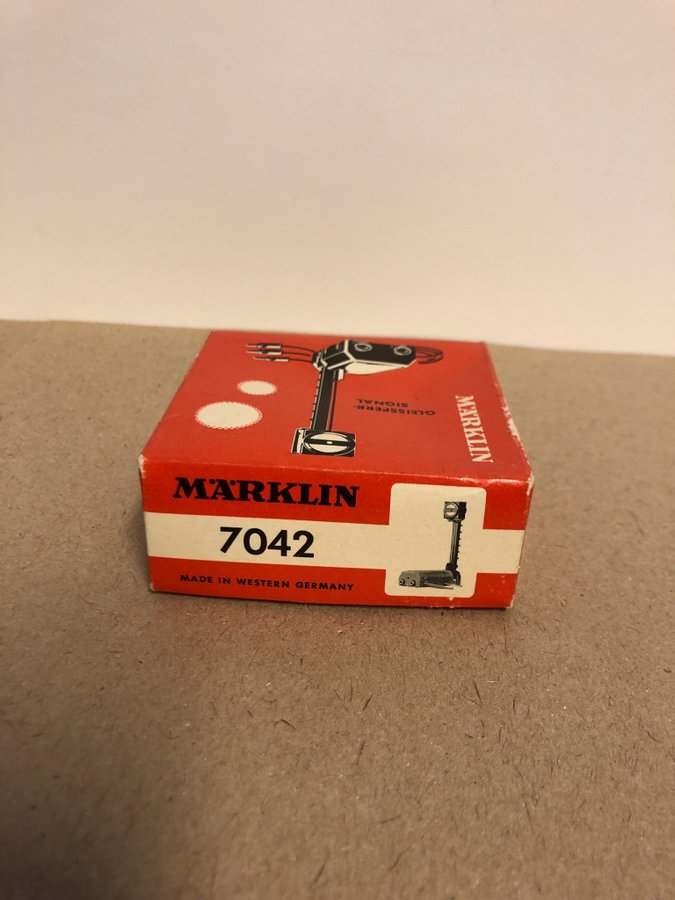 GLEISSPERR-
SIGNAL
MÄRKLIN
MÄRKLIN
7042
MADE IN WESTERN GERMANY